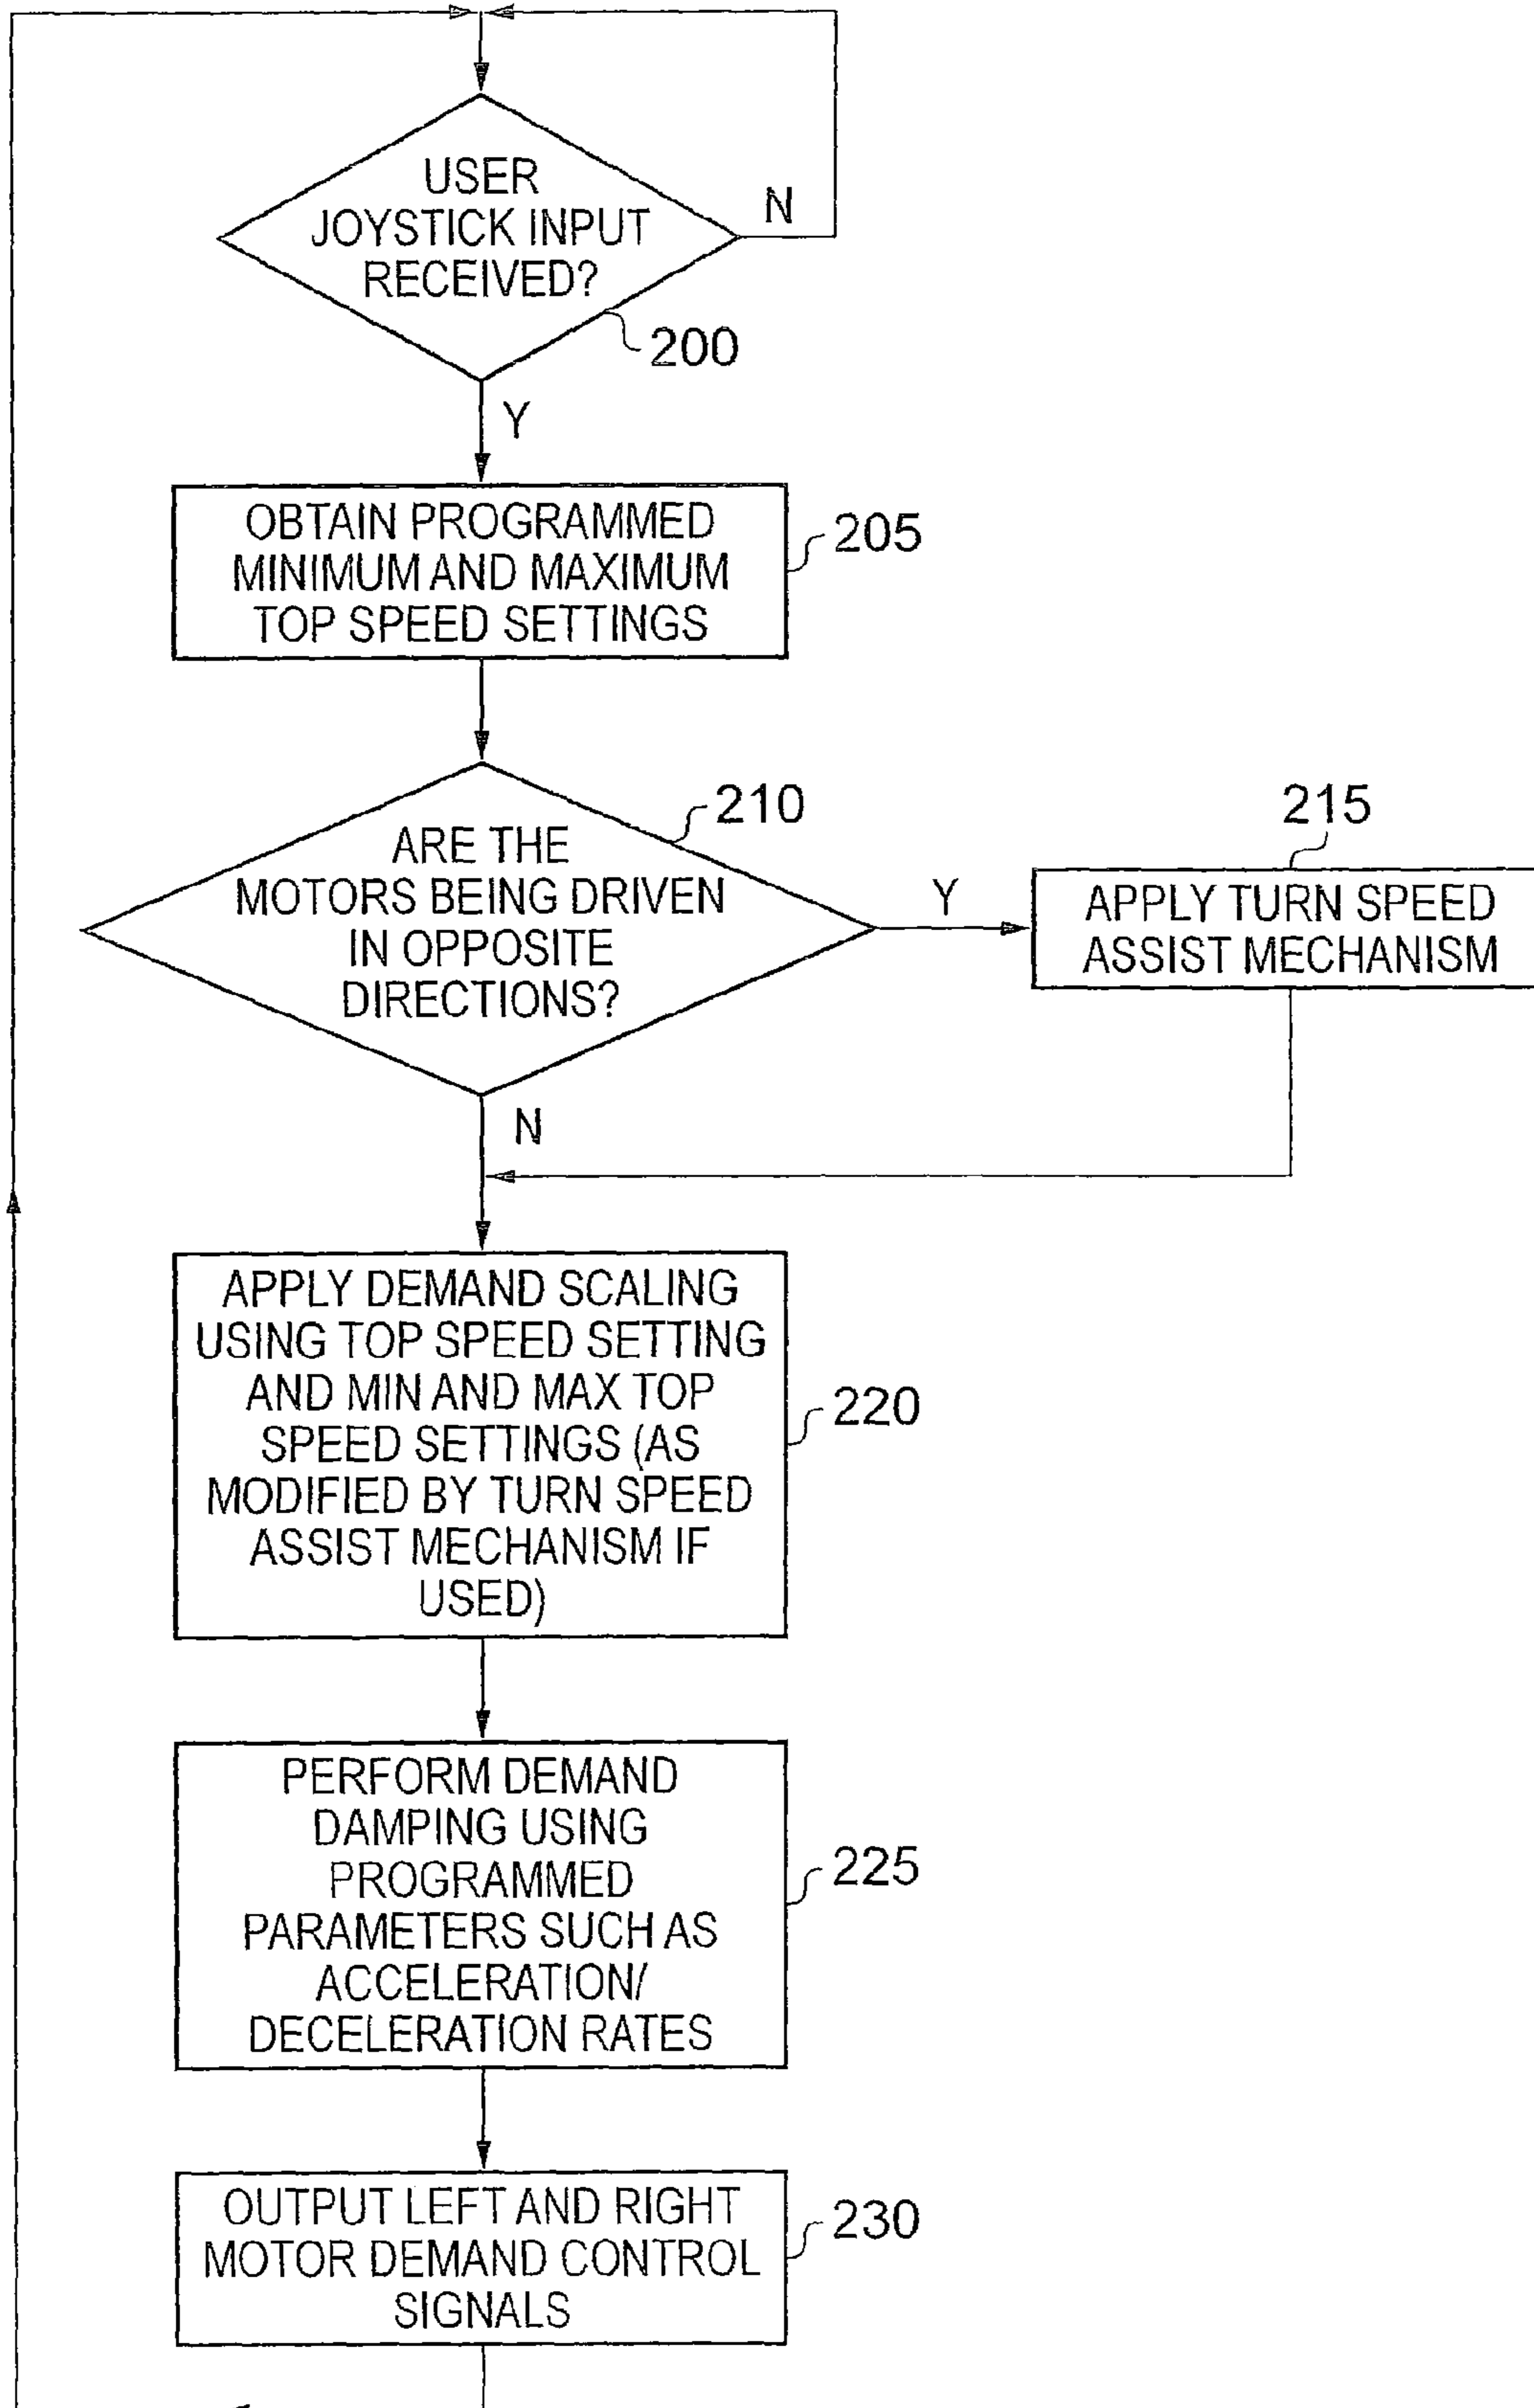 USER
JOYSTICK INPUT
RECEIVED?
N
200
Y
OBTAIN PROGRAMMED
MINIMUM AND MAXIMUM
TOP SPEED SETTINGS
205
210
ARE THE
MOTORS BEING DRIVEN
IN OPPOSITE
DIRECTIONS?
Y
215
APPLY TURN SPEED
ASSIST MECHANISM
N
APPLY DEMAND SCALING
USING TOP SPEED SETTING
AND MIN AND MAX TOP
SPEED SETTINGS (AS
MODIFIED BY TURN SPEED
ASSIST MECHANISM IF
USED)
220
PERFORM DEMAND
DAMPING USING
PROGRAMMED
PARAMETERS SUCH AS
ACCELERATION/
DECELERATION RATES
225
OUTPUT LEFT AND RIGHT
MOTOR DEMAND CONTROL
SIGNALS
230